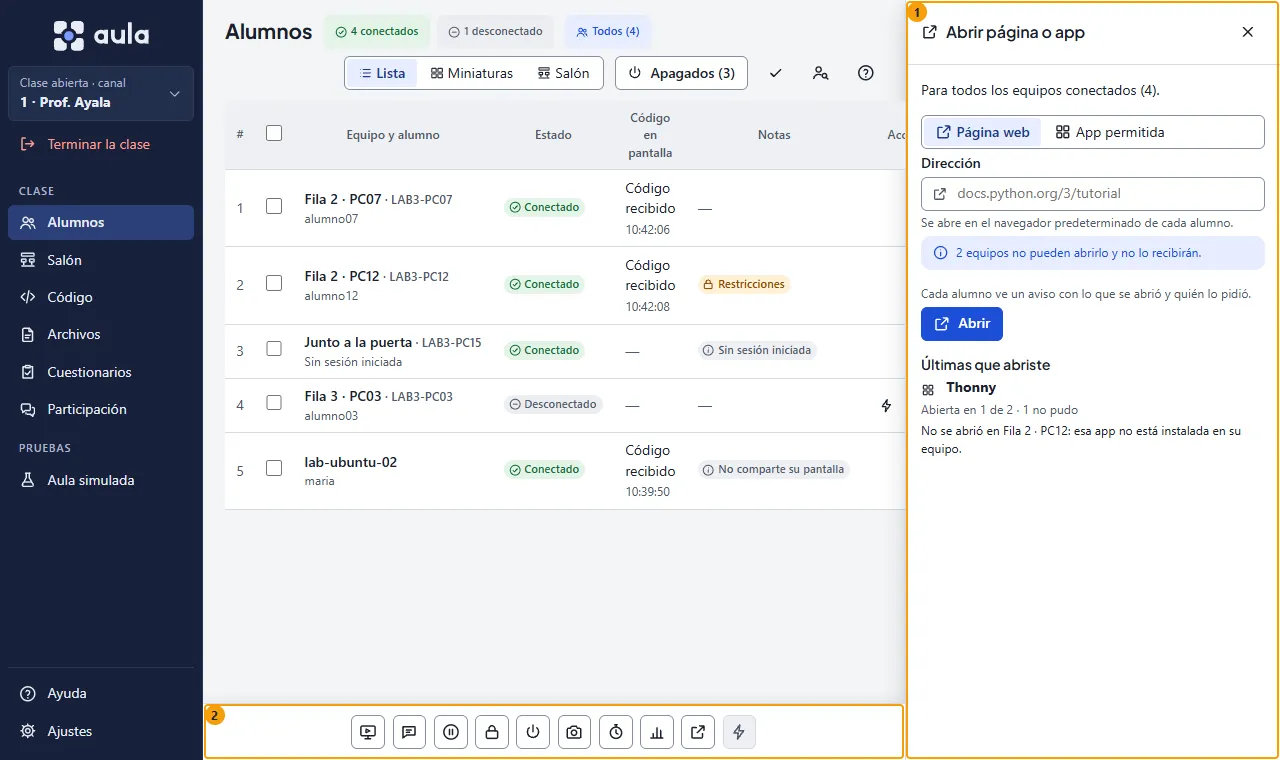 aula
Clase abierta · canal
1 · Prof. Ayala
Terminar la clase
CLASE
Alumnos
Salón
Código
Archivos
Cuestionarios
Participación
PRUEBAS
Aula simulada
Ayuda
Ajustes
Alumnos
4 conectados
1 desconectado
Todos (4)
Lista
Miniaturas
Salón
Apagados (3)
#
Equipo y alumno
Estado
Código en pantalla
Notas
Acc
1
Fila 2 · PC07 · LAB3-PC07
alumno07
Conectado
Código recibido
10:42:06
—
2
Fila 2 · PC12 · LAB3-PC12
alumno12
Conectado
Código recibido
10:42:08
Restricciones
3
Junto a la puerta · LAB3-PC15
Sin sesión iniciada
Conectado
—
Sin sesión iniciada
4
Fila 3 · PC03 · LAB3-PC03
alumno03
Desconectado
—
—
5
lab-ubuntu-02
maria
Conectado
Código recibido
10:39:50
No comparte su pantalla
2
1
Abrir página o app
Para todos los equipos conectados (4).
Página web
App permitida
Dirección
docs.python.org/3/tutorial
Se abre en el navegador predeterminado de cada alumno.
2 equipos no pueden abrirlo y no lo recibirán.
Cada alumno ve un aviso con lo que se abrió y quién lo pidió.
Abrir
Últimas que abriste
Thonny
Abierta en 1 de 2 · 1 no pudo
No se abrió en Fila 2 · PC12: esa app no está instalada en su
equipo.